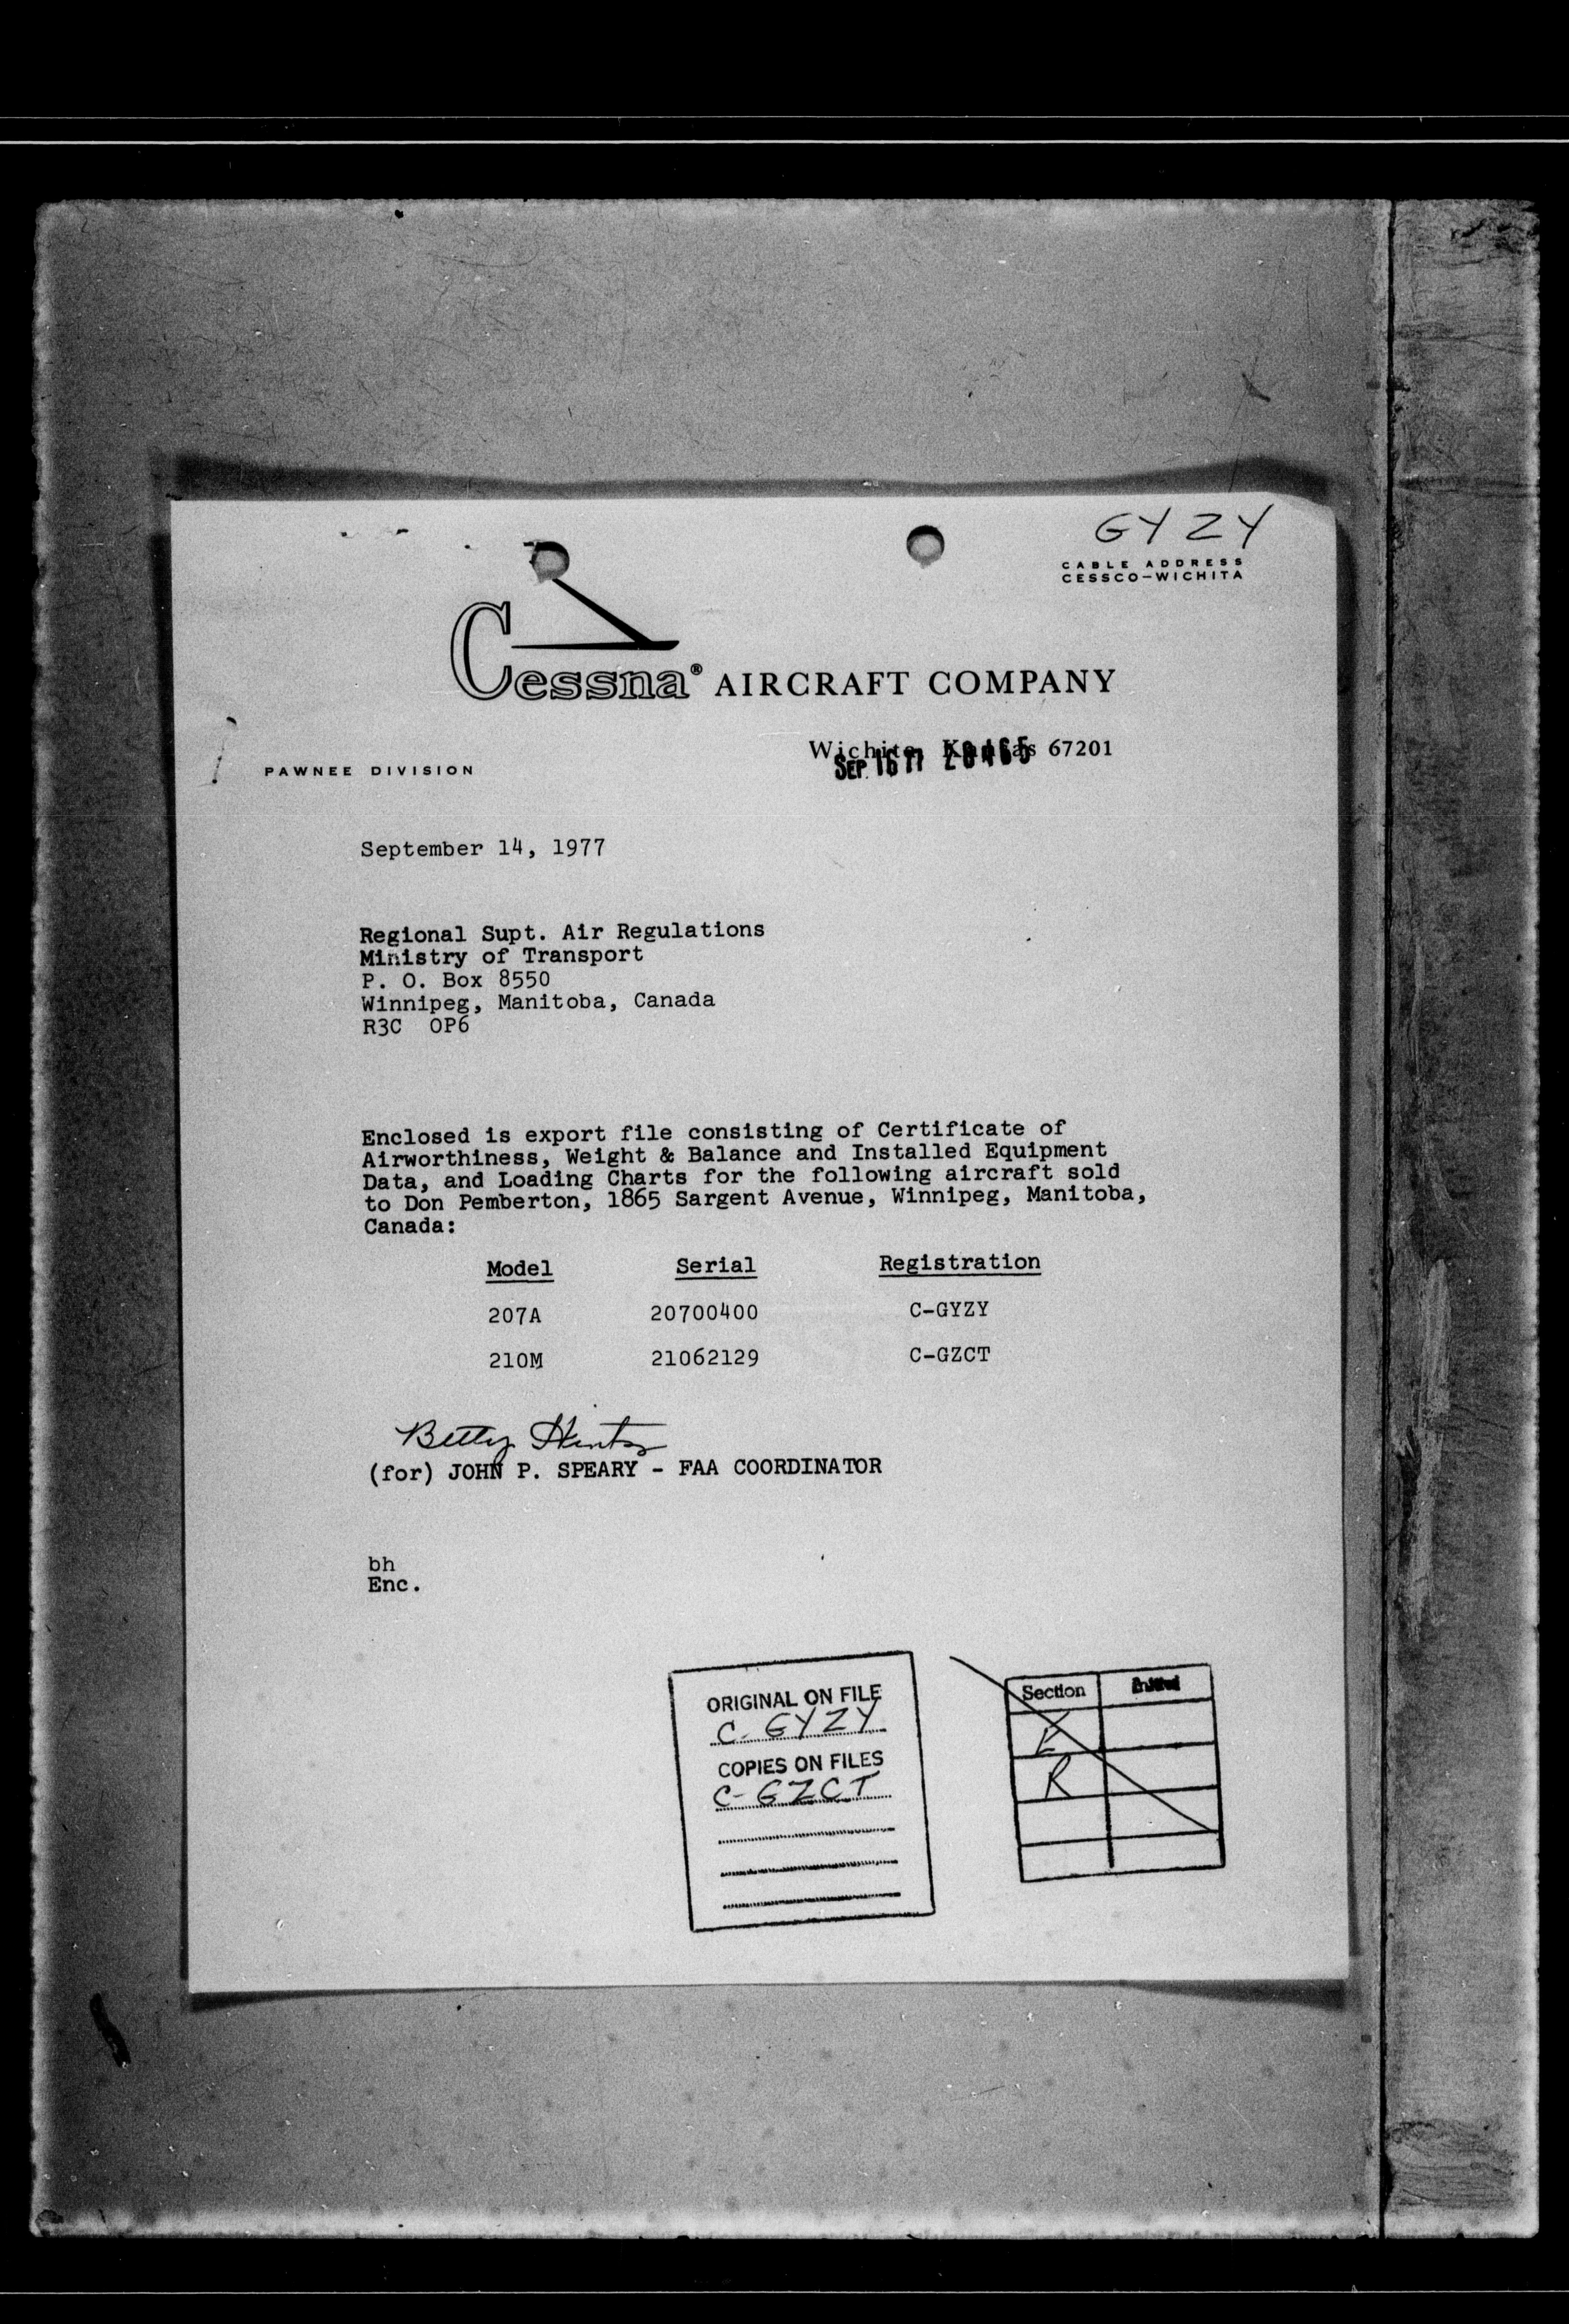 GYZY
CABLE ADDRESS
CESSCO-WICHITA
Cessna® AIRCRAFT COMPANY
Wichita, Kansas 67201
SEP 16 77
PAWNEE DIVISION
September 14, 1977
Regional Supt. Air Regulations
Ministry of Transport
P. O. Box 8550
Winnipeg, Manitoba, Canada
R3C OP6
Enclosed is export file consisting of Certificate of
Airworthiness, Weight & Balance and Installed Equipment
Data, and Loading Charts for the following aircraft sold
to Don Pemberton, 1865 Sargent Avenue, Winnipeg, Manitoba,
Canada:
Model Serial Registration
207A 20700400 C-GYZY
210M 21062129 C-GZCT
Betty
(for) JOHN P. SPEARY - FAA COORDINATOR
bh
Enc.
ORIGINAL ON FILE
C-GYZY
COPIES ON FILES
C-GZCT
Section
R